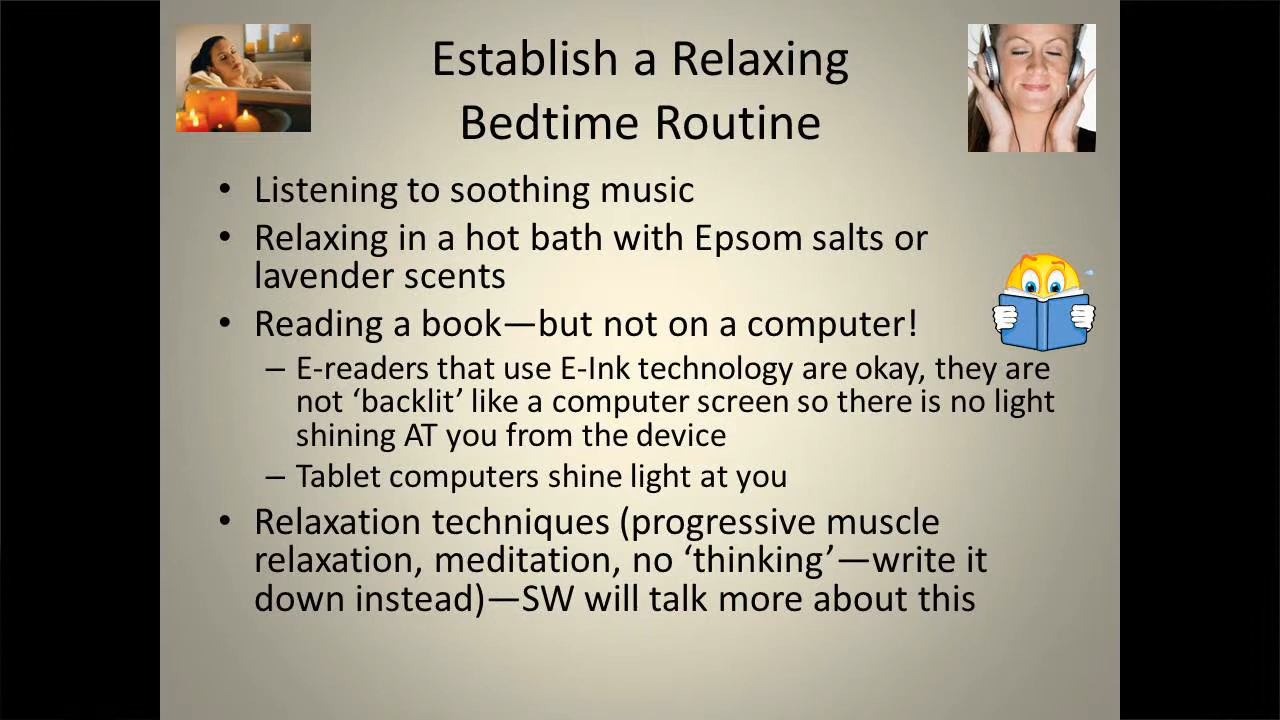 Establish a Relaxing
Bedtime Routine
• Listening to soothing music
• Relaxing in a hot bath with Epsom salts or
lavender scents
• Reading a book—but not on a computer!
– E-readers that use E-Ink technology are okay, they are
not ‘backlit’ like a computer screen so there is no light
shining AT you from the device
– Tablet computers shine light at you
• Relaxation techniques (progressive muscle
relaxation, meditation, no ‘thinking’—write it
down instead)—SW will talk more about this